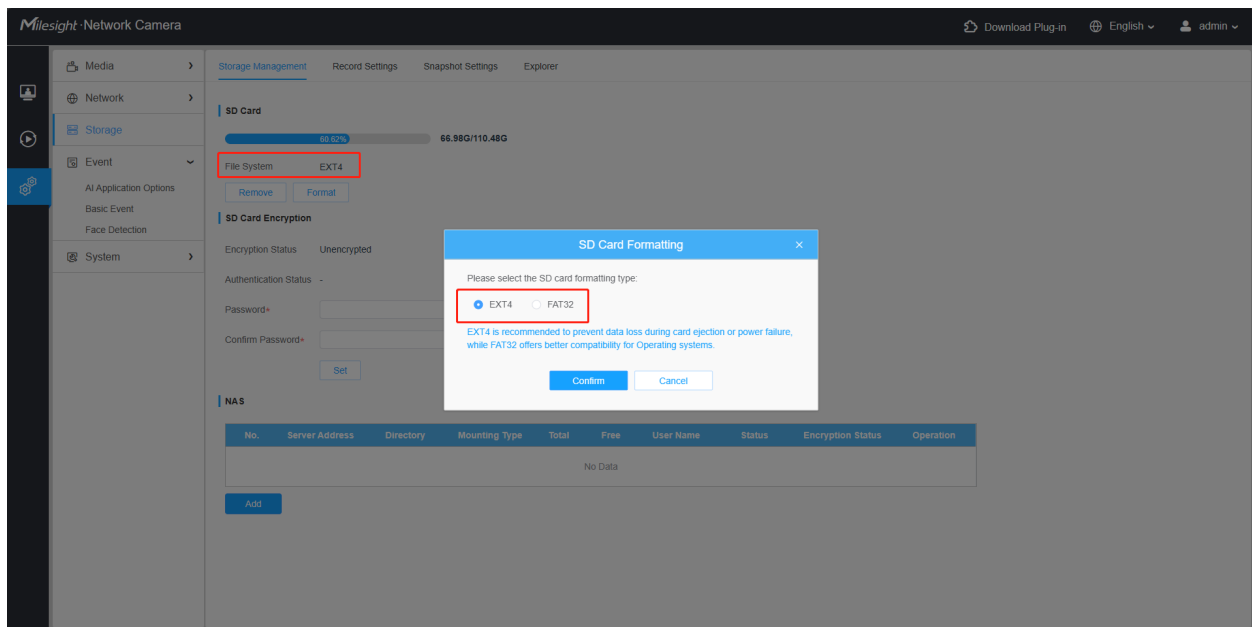 Milesight · Network Camera
Download Plug-in English admin
Media
Network
Storage
Event
AI Application Options
Basic Event
Face Detection
System
Storage Management Record Settings Snapshot Settings Explorer
SD Card
60.62% 66.98G/110.48G
File System EXT4
Remove Format
SD Card Encryption
Encryption Status Unencrypted
Authentication Status -
Password*
Confirm Password*
Set
SD Card Formatting ×
Please select the SD card formatting type:
EXT4 FAT32
EXT4 is recommended to prevent data loss during card ejection or power failure,
while FAT32 offers better compatibility for Operating systems.
Confirm Cancel
NAS
No. Server Address Directory Mounting Type Total Free User Name Status Encryption Status Operation
No Data
Add